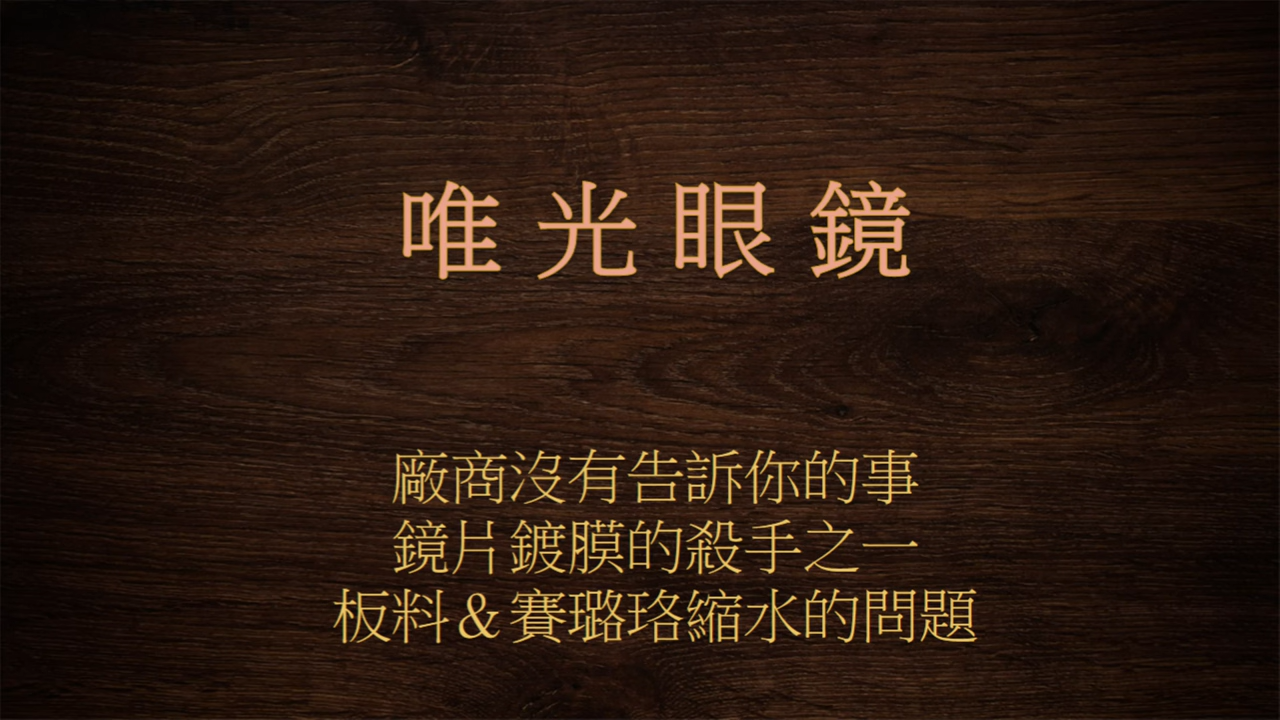 唯光眼鏡
廠商沒有告訴你的事
鏡片鍍膜的殺手之一
板料&賽璐珞縮水的問題